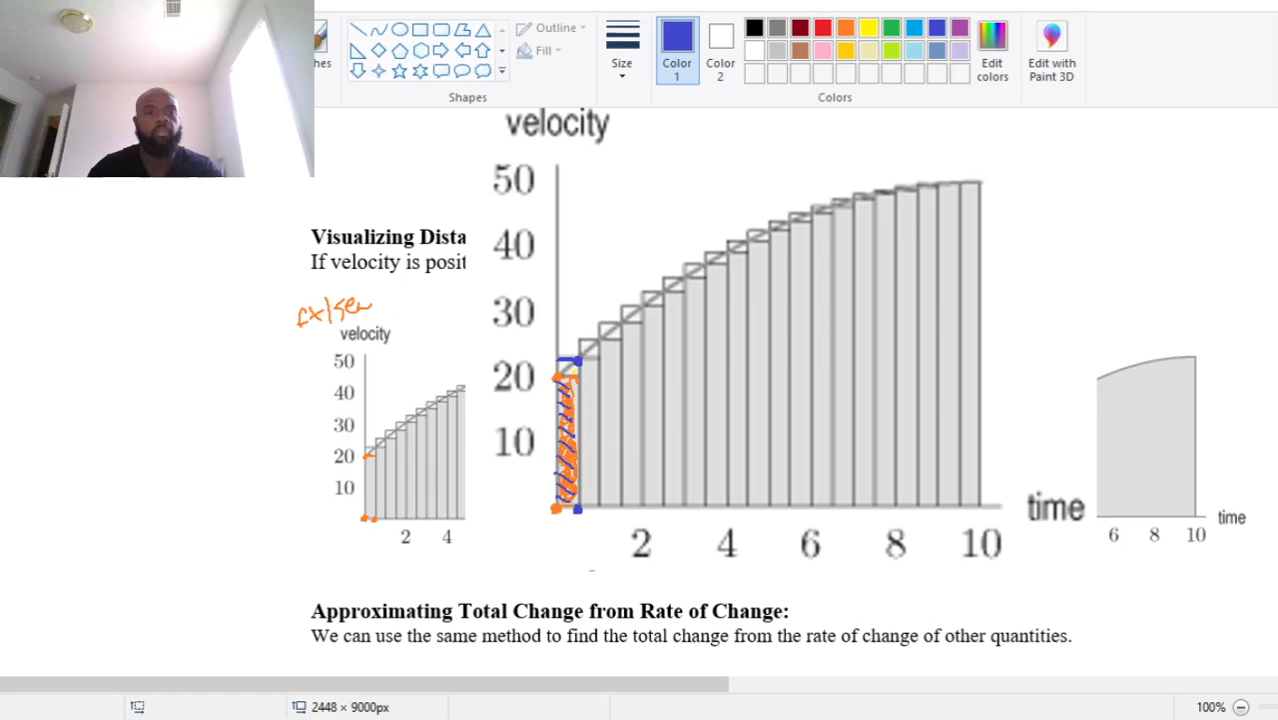 hes
Outline
Fill
Shapes
Size
Color
1
Color
2
Edit
colors
Edit with
Paint 3D
Colors
velocity
50
40
30
20
10
2 4 6 8 10
time
Visualizing Dista
If velocity is posit
velocity
50
40
30
20
10
2 4
6 8 10
time
Approximating Total Change from Rate of Change:
We can use the same method to find the total change from the rate of change of other quantities.
2448 × 9000px
100%